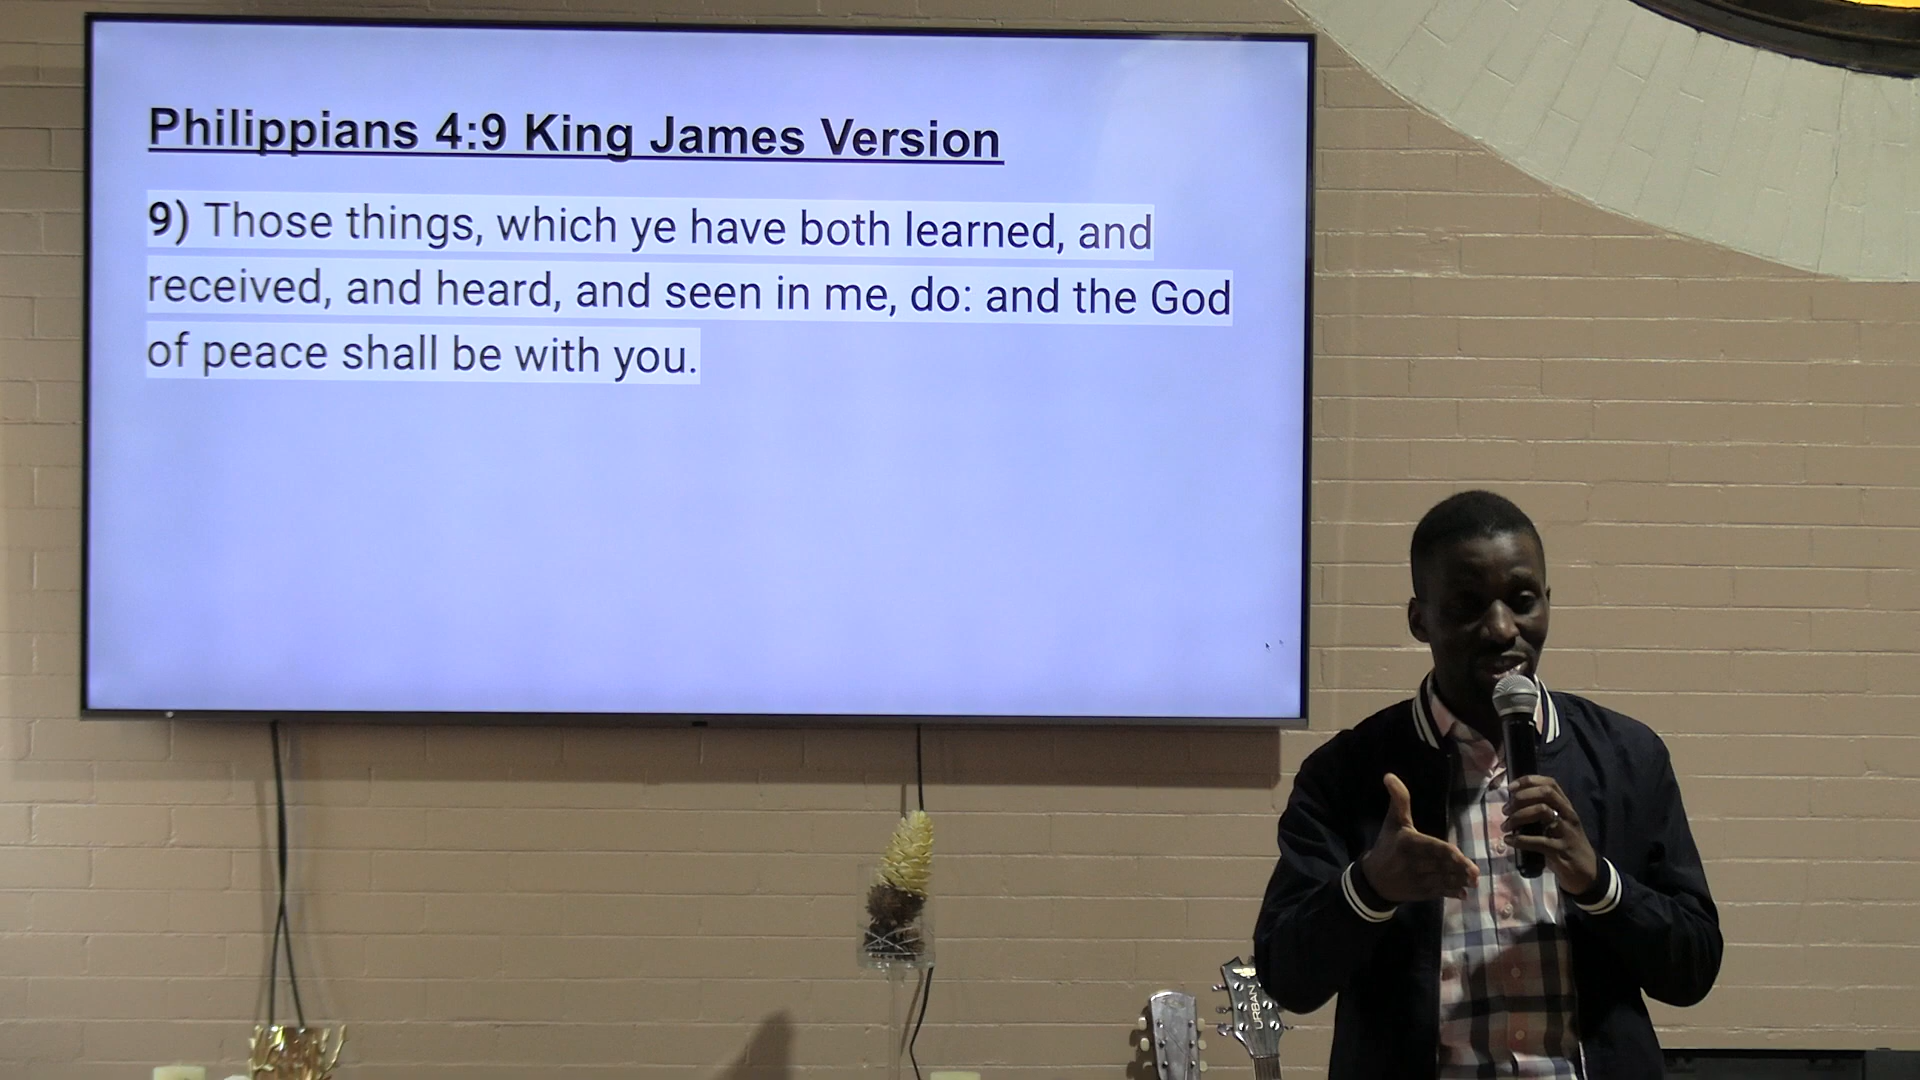 Philippians 4:9 King James Version
9) Those things, which ye have both learned, and
received, and heard, and seen in me, do: and the God
of peace shall be with you.
URBAN